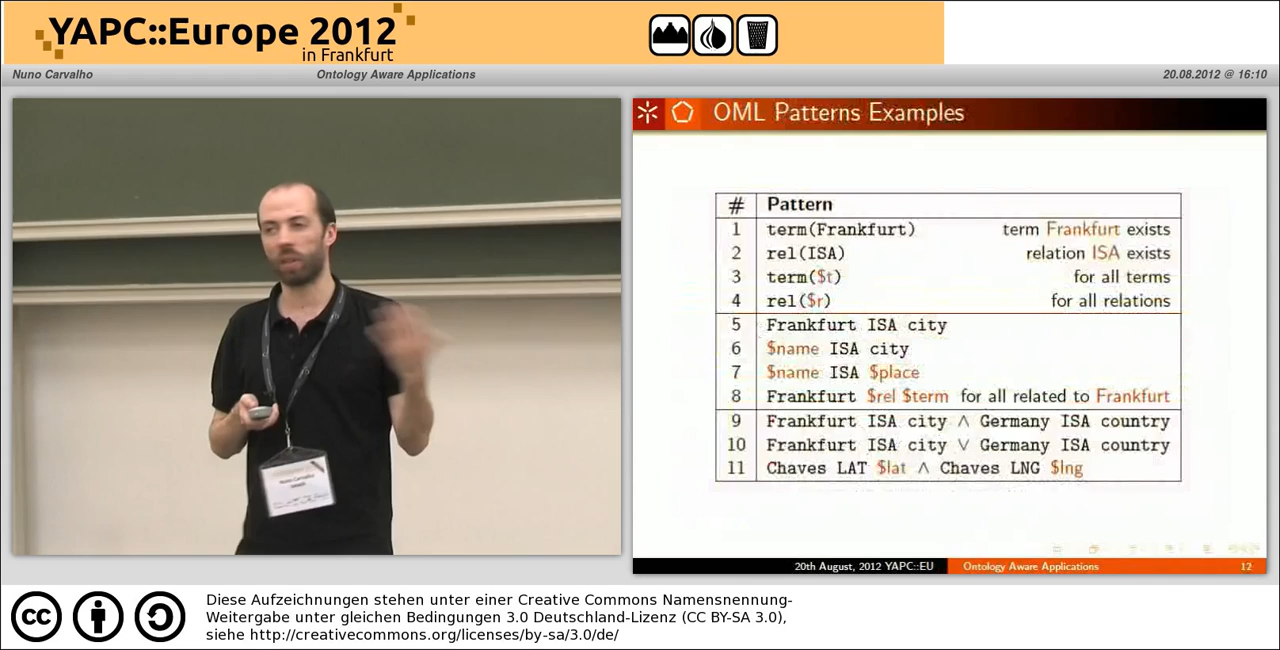 YAPC::Europe 2012
in Frankfurt
Nuno Carvalho Ontology Aware Applications 20.08.2012 @ 16:10
OML Patterns Examples
# Pattern
1 term(Frankfurt) term Frankfurt exists
2 rel(ISA) relation ISA exists
3 term($t) for all terms
4 rel($r) for all relations
5 Frankfurt ISA city
6 $name ISA city
7 $name ISA $place
8 Frankfurt $rel $term for all related to Frankfurt
9 Frankfurt ISA city ∧ Germany ISA country
10 Frankfurt ISA city ∨ Germany ISA country
11 Chaves LAT $lat ∧ Chaves LNG $lng
20th August, 2012 YAPC::EU Ontology Aware Applications 12
Nuno Carvalho
cc
Diese Aufzeichnungen stehen unter einer Creative Commons Namensnennung-
Weitergabe unter gleichen Bedingungen 3.0 Deutschland-Lizenz (CC BY-SA 3.0),
siehe http://creativecommons.org/licenses/by-sa/3.0/de/